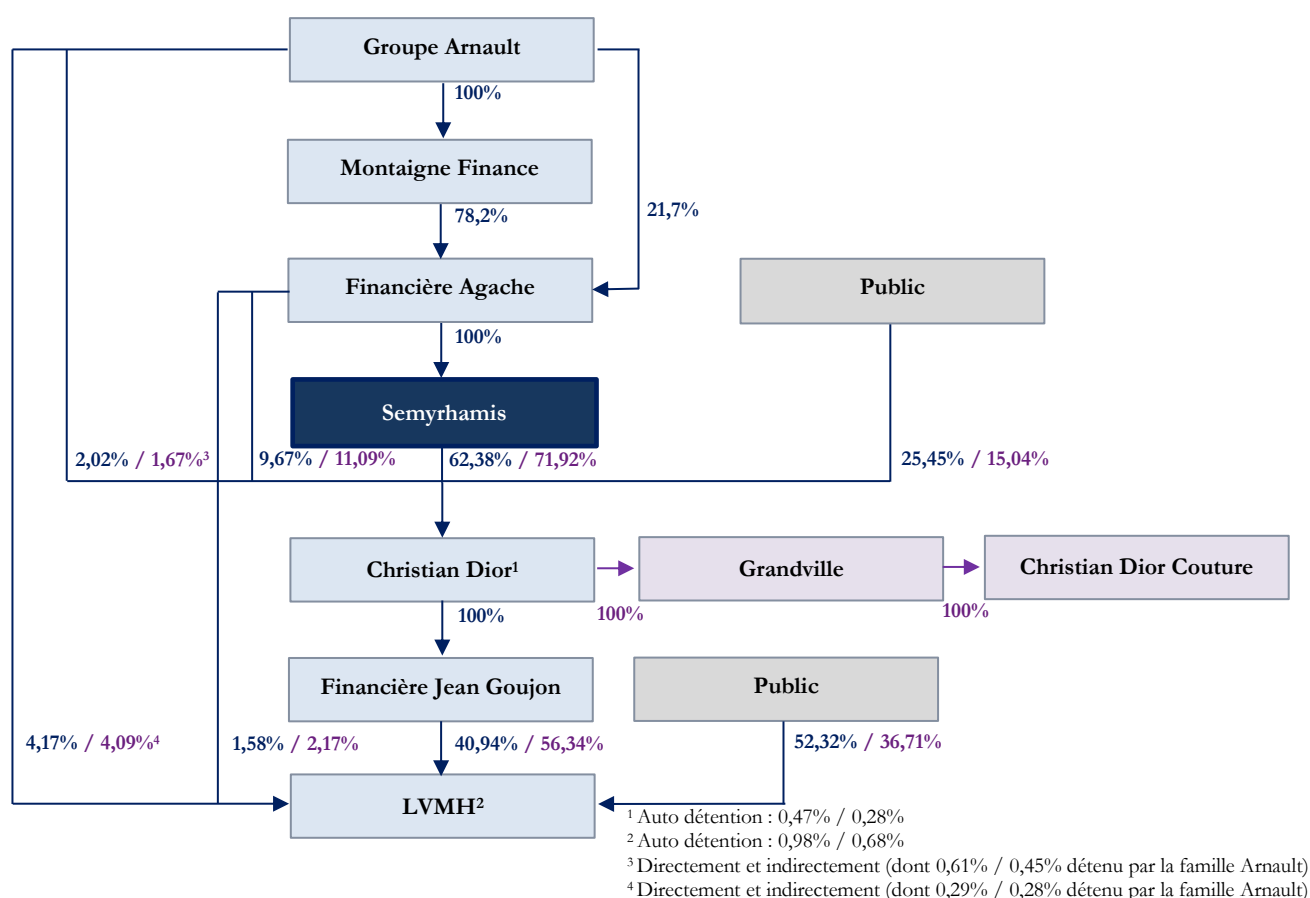 Groupe Arnault
100%
Montaigne Finance
78,2%
21,7%
Financière Agache
Public
100%
Semyrhamis
2,02% / 1,67%³
9,67% / 11,09%
62,38% / 71,92%
25,45% / 15,04%
Christian Dior¹
Grandville
Christian Dior Couture
100%
100%
100%
Financière Jean Goujon
Public
4,17% / 4,09%⁴
1,58% / 2,17%
40,94% / 56,34%
52,32% / 36,71%
LVMH²
¹ Auto détention : 0,47% / 0,28%
² Auto détention : 0,98% / 0,68%
³ Directement et indirectement (dont 0,61% / 0,45% détenu par la famille Arnault)
⁴ Directement et indirectement (dont 0,29% / 0,28% détenu par la famille Arnault)